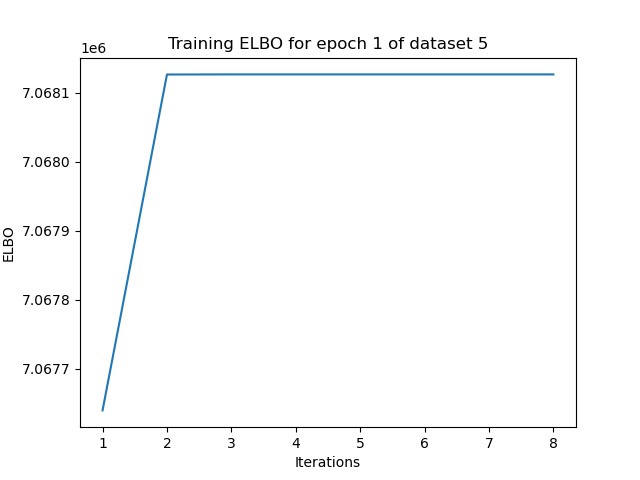 Training ELBO for epoch 1 of dataset 5
1e6
7.0681
7.0680
7.0679
7.0678
7.0677
ELBO
1 2 3 4 5 6 7 8
Iterations